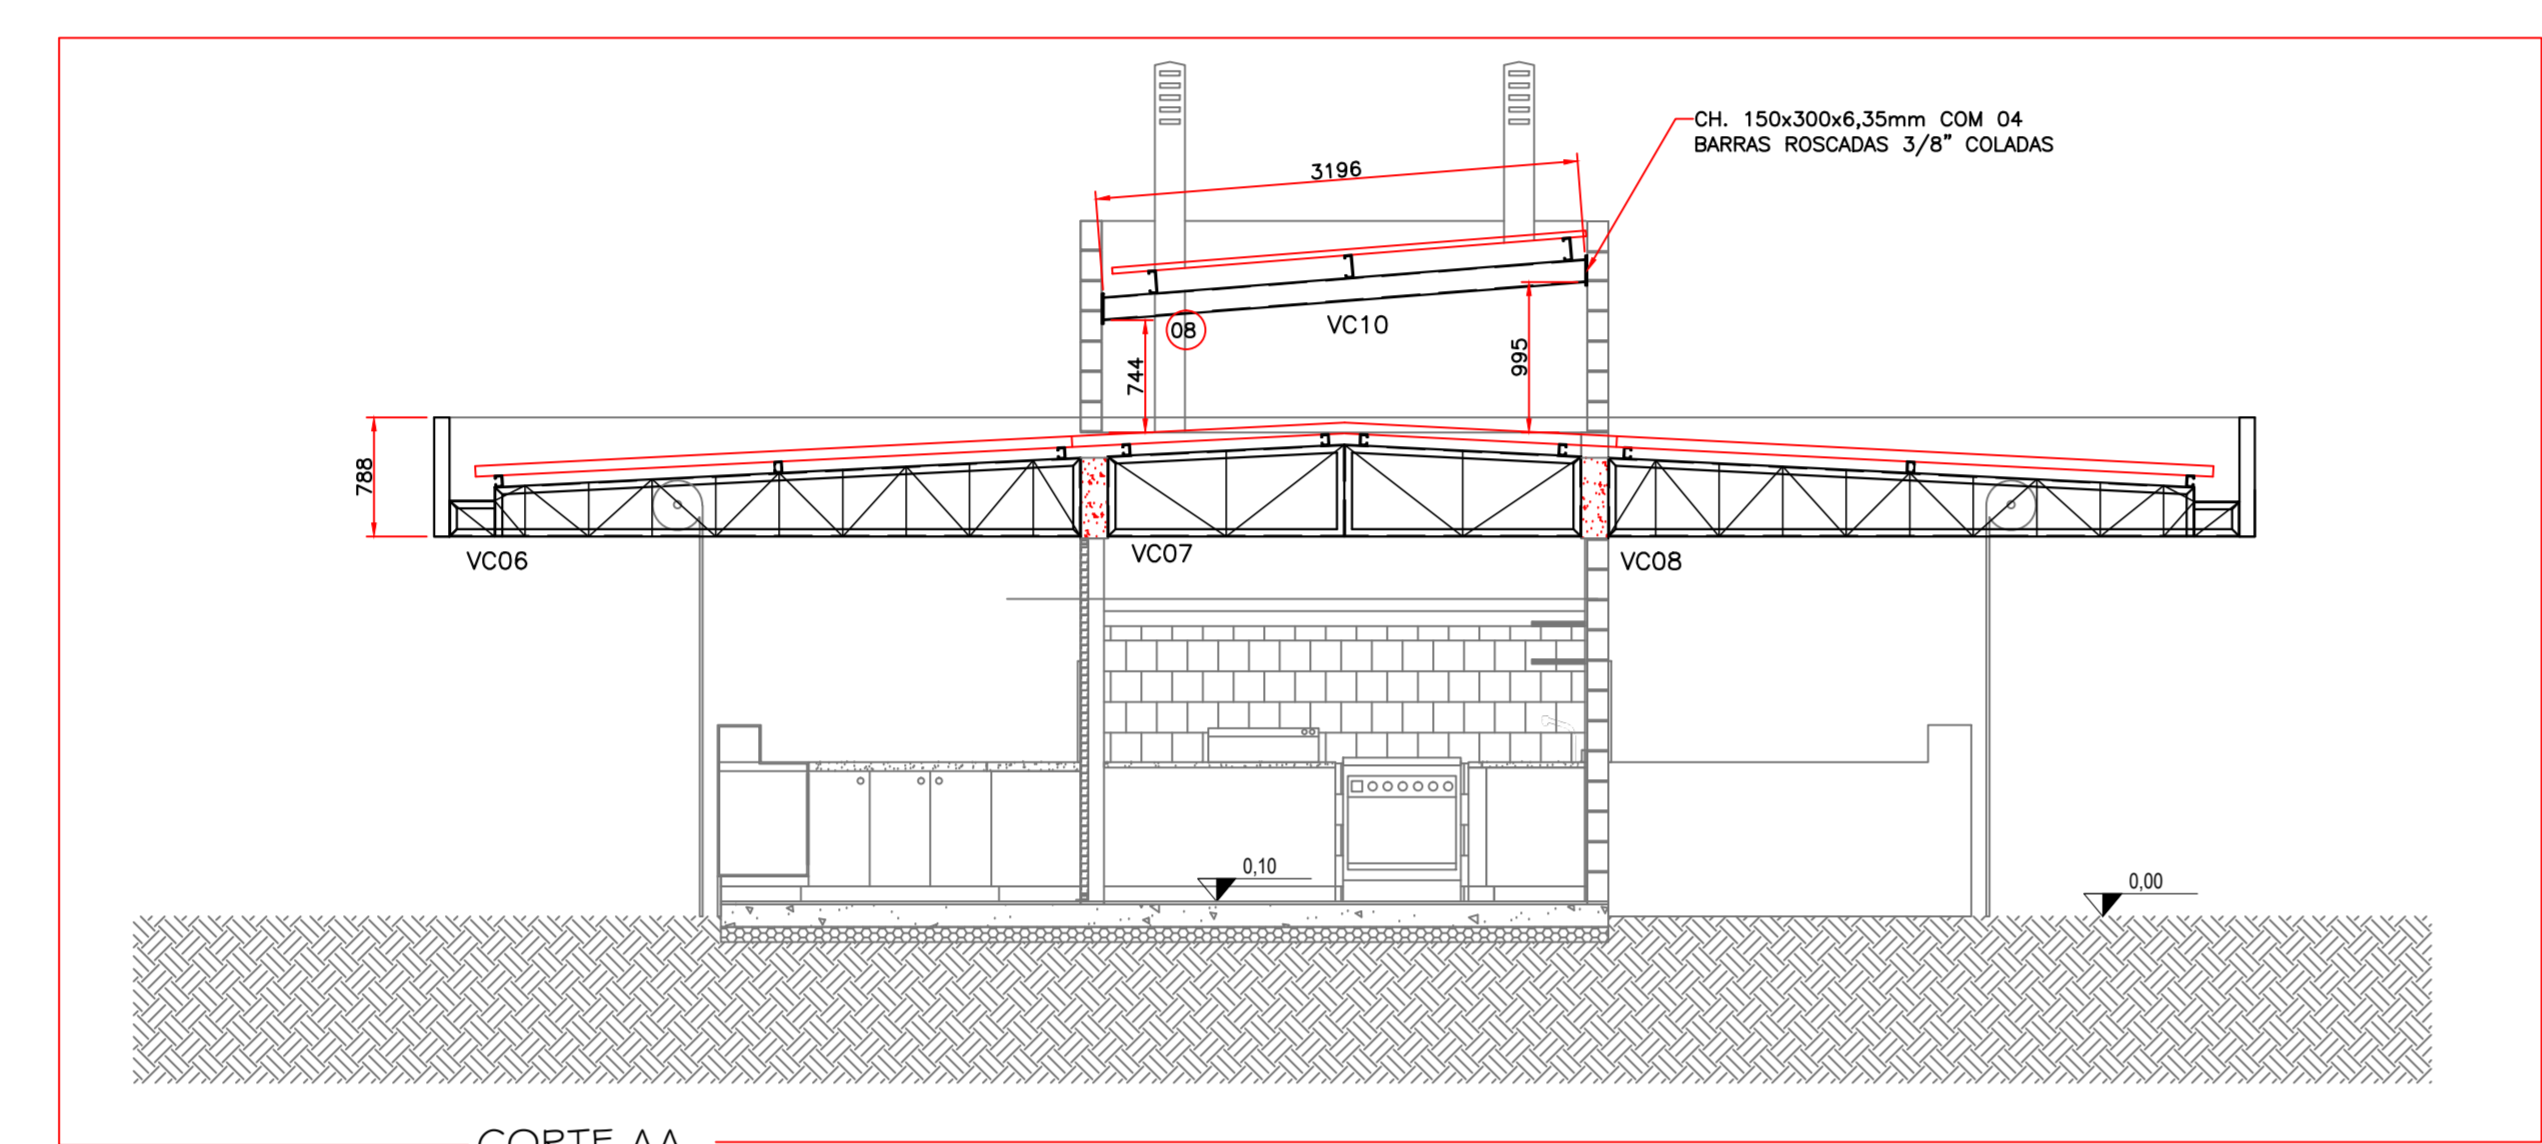 CH. 150x300x6,35mm COM 04
BARRAS ROSCADAS 3/8" COLADAS
3196
08
VC10
744
995
788
VC06
VC07
VC08
0,10
0,00
CORTE AA